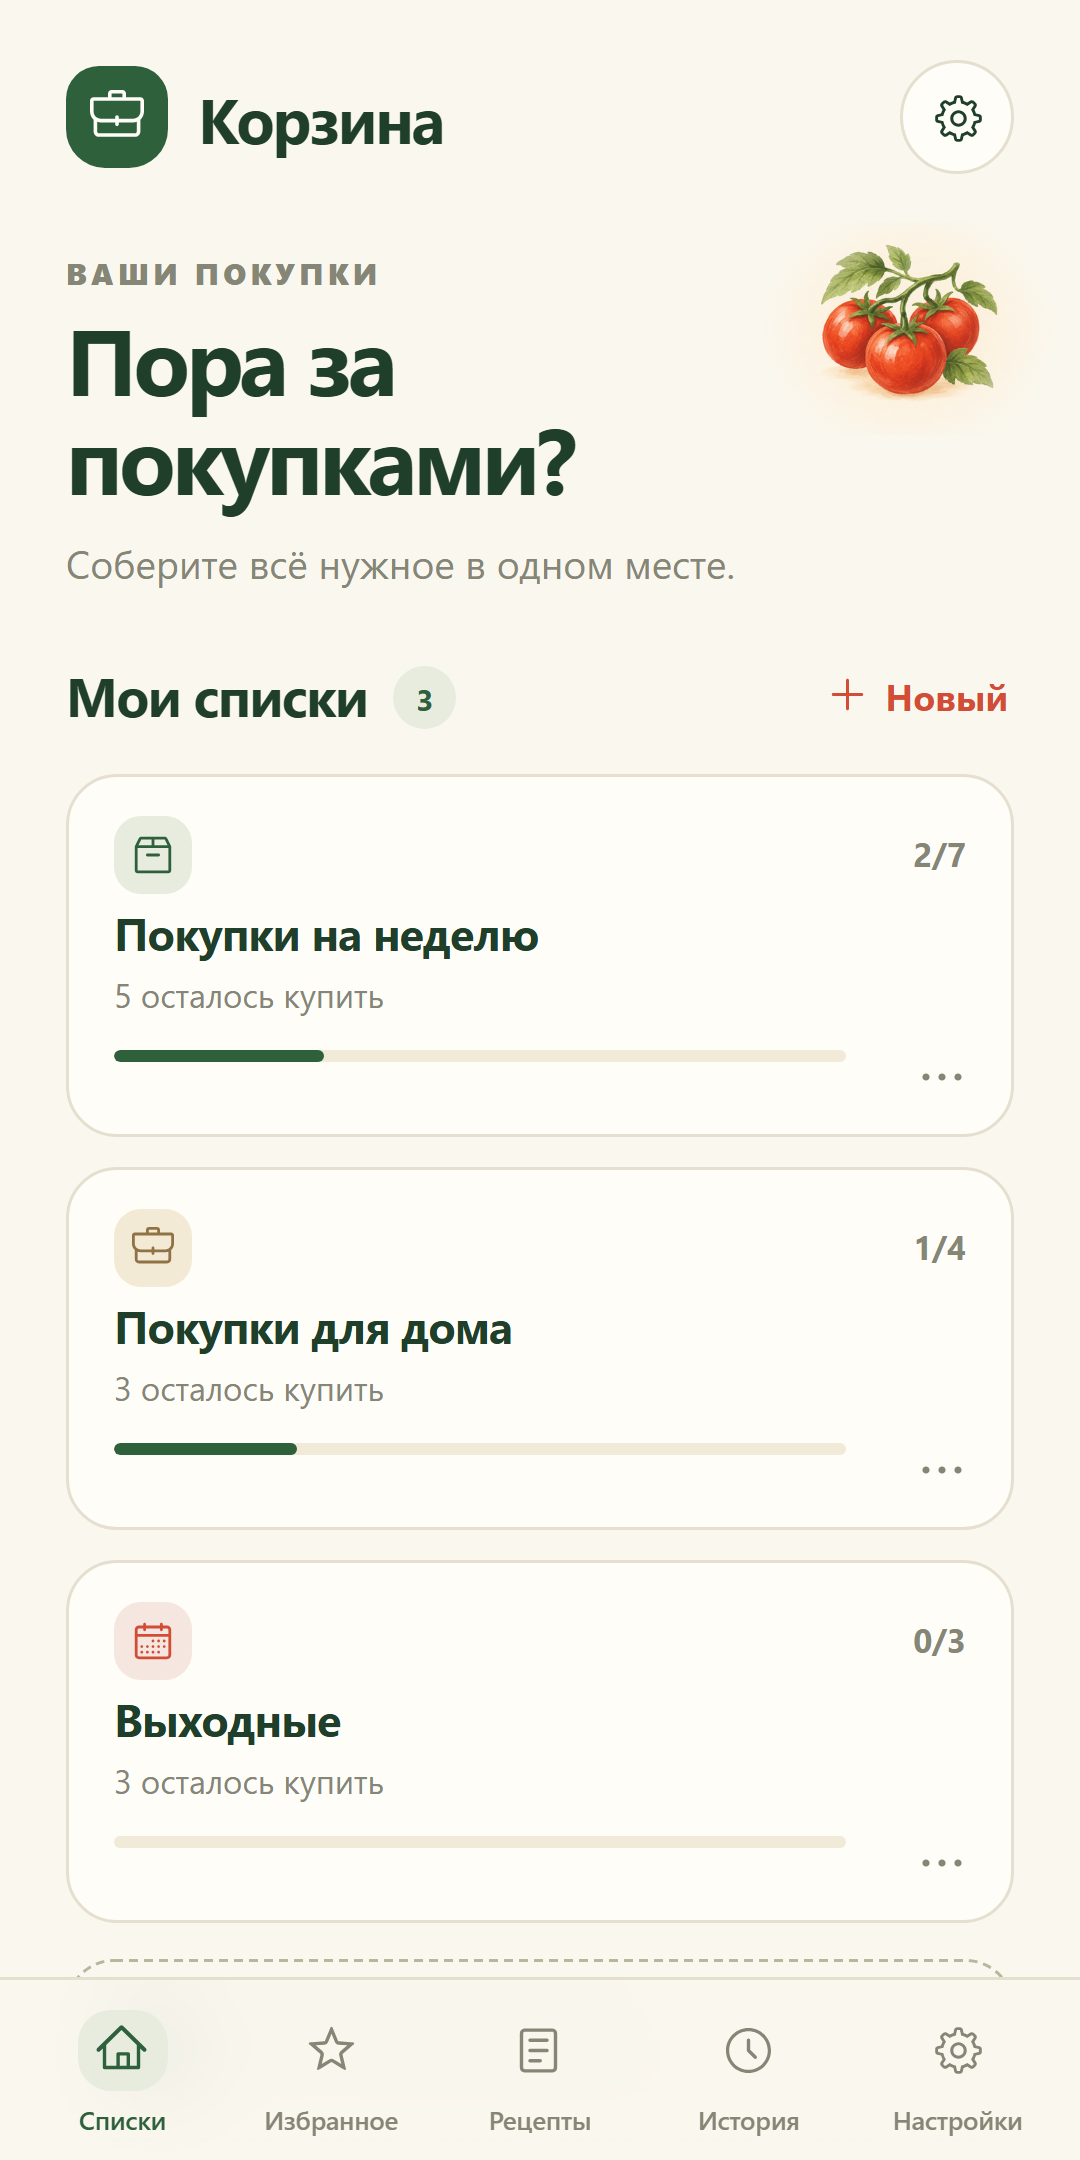 Корзина
ВАШИ ПОКУПКИ
Пора за
покупками?
Соберите всё нужное в одном месте.
Мои списки 3
Новый
2/7
Покупки на неделю
5 осталось купить
1/4
Покупки для дома
3 осталось купить
0/3
Выходные
3 осталось купить
Списки Избранное Рецепты История Настройки